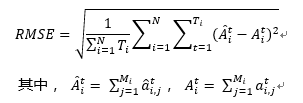 $RMSE = \sqrt{\frac{1}{\sum_{i=1}^{N} T_i} \sum_{i=1}^{N} \sum_{t=1}^{T_i} (\hat{A}_i^t - A_i^t)^2}$↵
其中， $\hat{A}_i^t = \sum_{j=1}^{M_i} \hat{a}_{i,j}^t$ ， $A_i^t = \sum_{j=1}^{M_i} a_{i,j}^t$↵